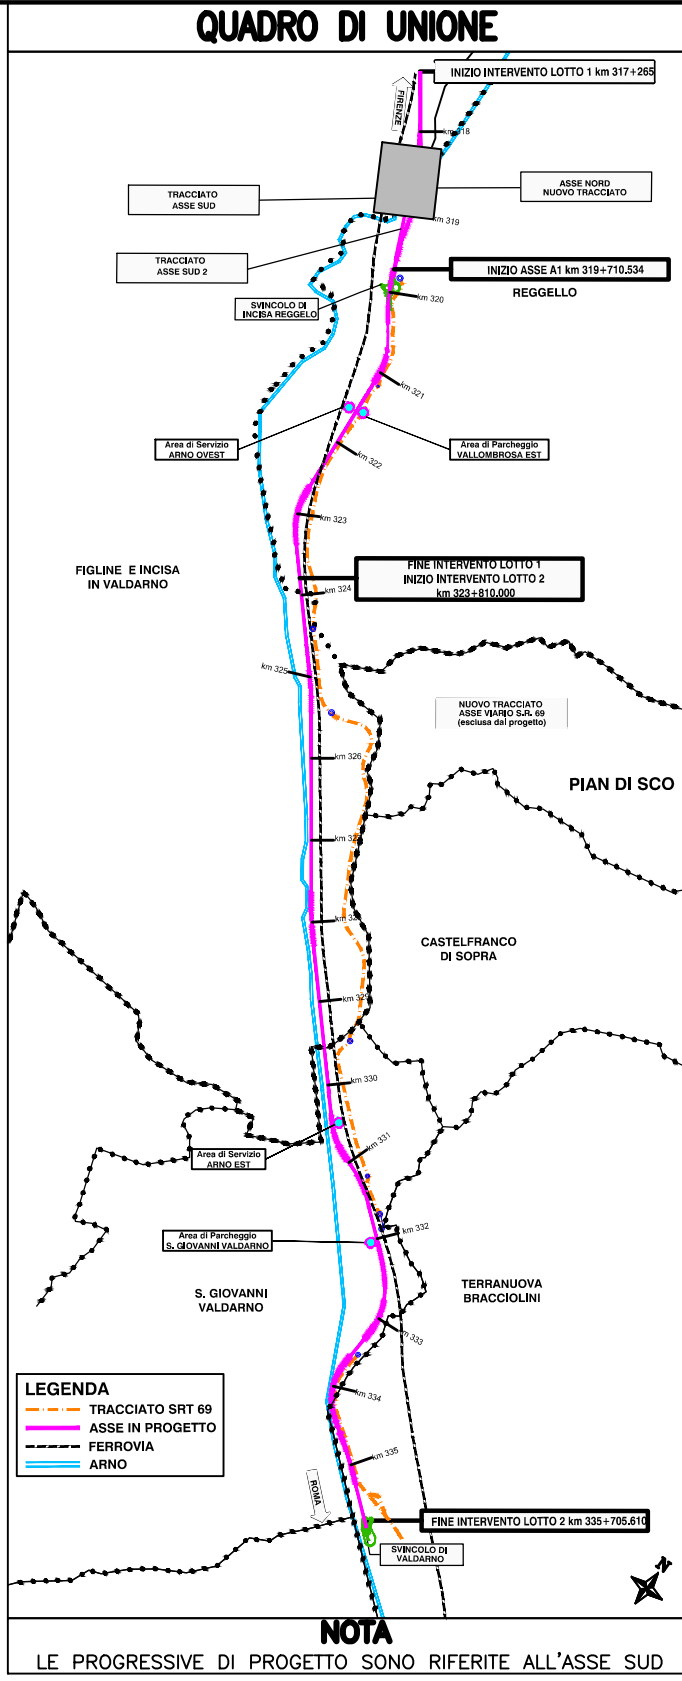 QUADRO DI UNIONE
INIZIO INTERVENTO LOTTO 1 km 317+265
FIRENZE
km 318
ASSE NORD
NUOVO TRACCIATO
TRACCIATO
ASSE SUD
km 319
TRACCIATO
ASSE SUD 2
INIZIO ASSE A1 km 319+710.534
REGGELLO
SVINCOLO DI
INCISA REGGELO
km 320
km 321
Area di Servizio
ARNO OVEST
Area di Parcheggio
VALLOMBROSA EST
km 322
km 323
FIGLINE E INCISA
IN VALDARNO
FINE INTERVENTO LOTTO 1
INIZIO INTERVENTO LOTTO 2
km 323+810.000
km 324
km 325
NUOVO TRACCIATO
ASSE VIARIO S.R. 69
(esclusa dal progetto)
km 326
PIAN DI SCO
km 327
km 328
CASTELFRANCO
DI SOPRA
km 329
km 330
km 331
Area di Servizio
ARNO EST
km 332
Area di Parcheggio
S. GIOVANNI VALDARNO
S. GIOVANNI
VALDARNO
TERRANUOVA
BRACCIOLINI
km 333
km 334
LEGENDA
TRACCIATO SRT 69
ASSE IN PROGETTO
FERROVIA
ARNO
km 335
ROMA
FINE INTERVENTO LOTTO 2 km 335+705.610
SVINCOLO DI
VALDARNO
N
NOTA
LE PROGRESSIVE DI PROGETTO SONO RIFERITE ALL'ASSE SUD